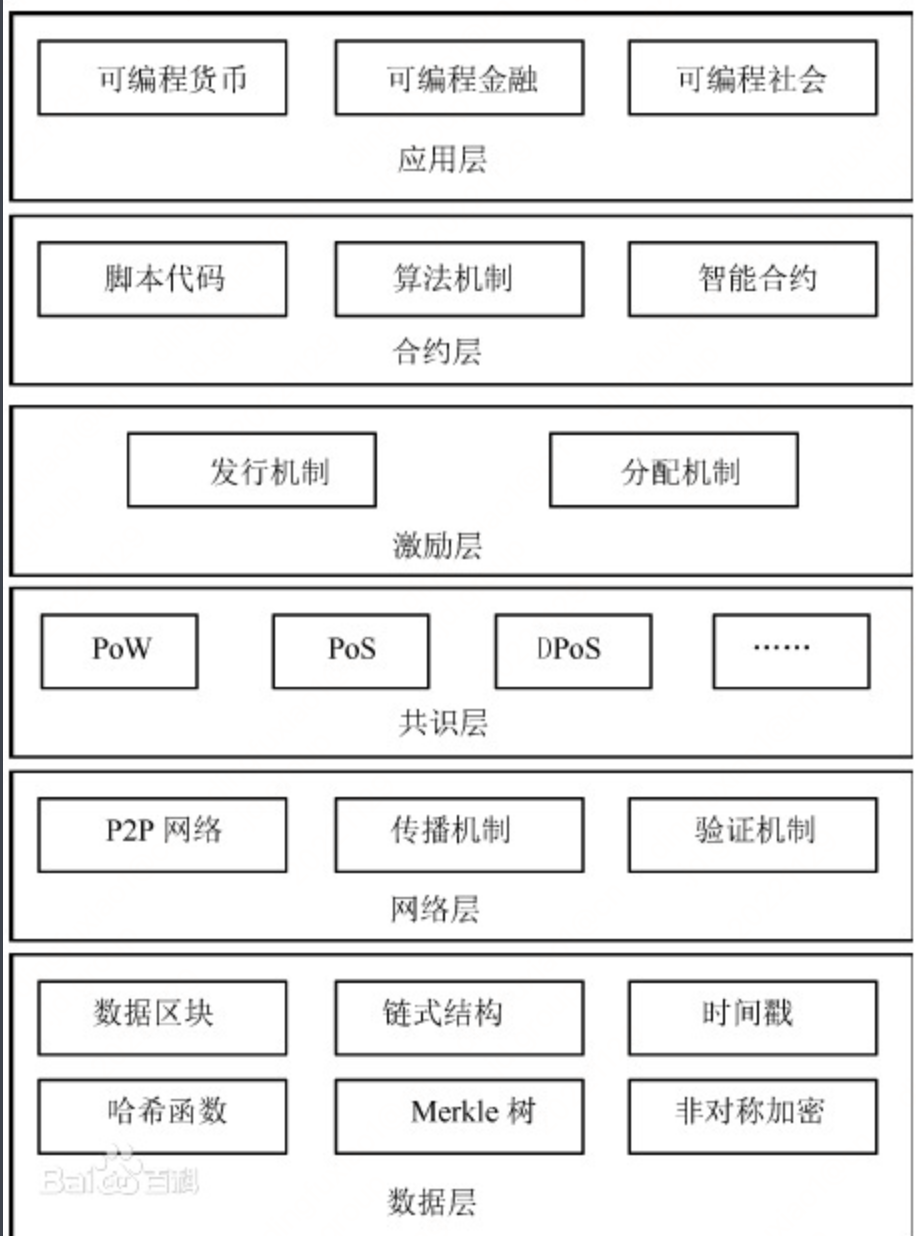 可编程货币 可编程金融 可编程社会
应用层
脚本代码 算法机制 智能合约
合约层
发行机制 分配机制
激励层
PoW PoS DPoS ……
共识层
P2P 网络 传播机制 验证机制
网络层
数据区块 链式结构 时间戳
哈希函数 Merkle 树 非对称加密
Baidu百科
数据层